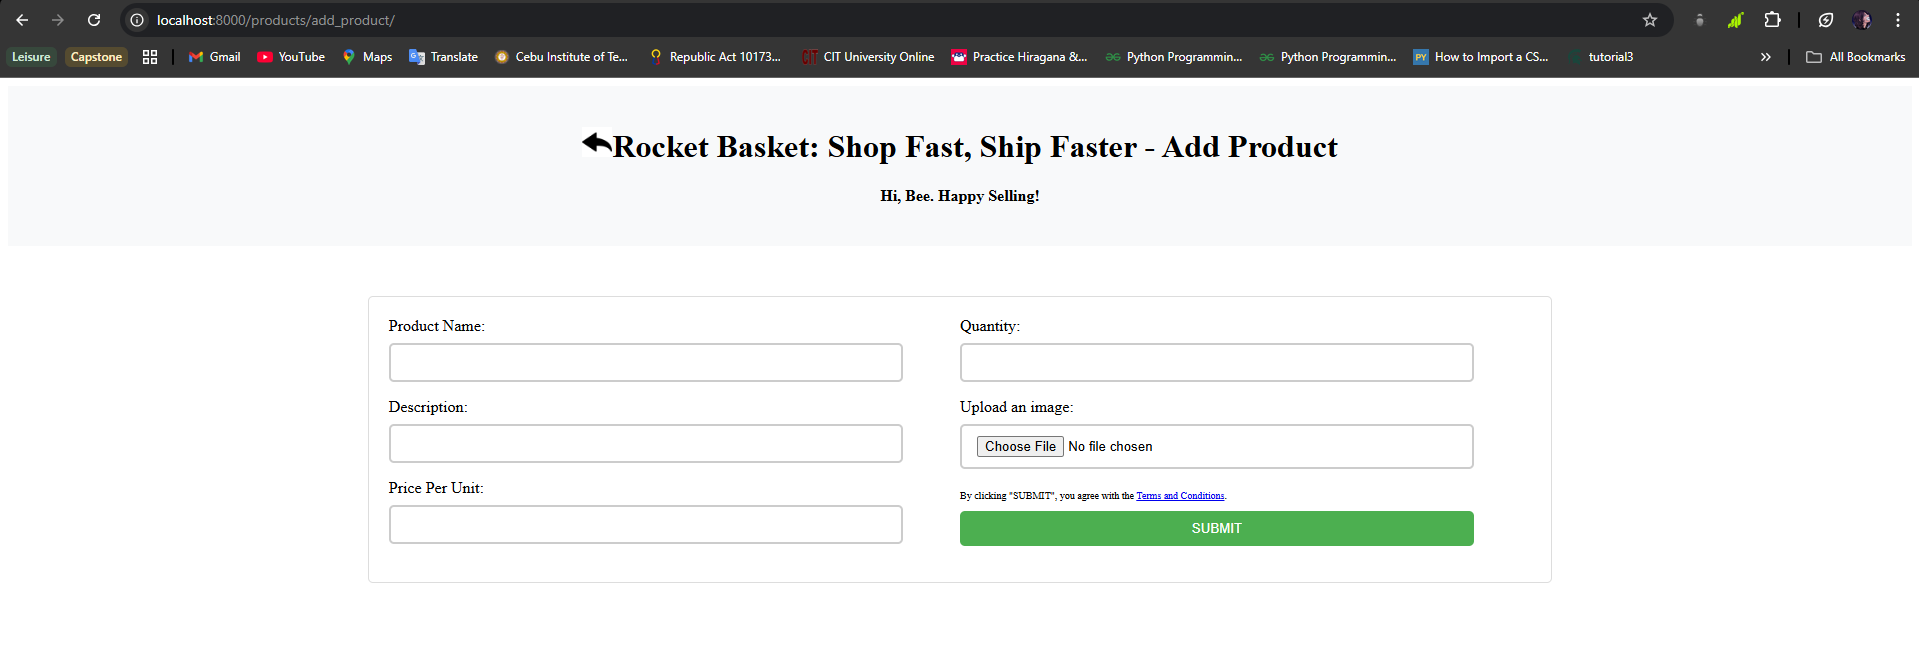 localhost:8000/products/add_product/
Leisure Capstone Gmail YouTube Maps Translate Cebu Institute of Te... Republic Act 10173... CIT CIT University Online Practice Hiragana &... Python Programmin... Python Programmin... PY How to Import a CS... tutorial3 » All Bookmarks
Rocket Basket: Shop Fast, Ship Faster - Add Product
Hi, Bee. Happy Selling!
Product Name:
Description:
Price Per Unit:
Quantity:
Upload an image:
Choose File No file chosen
By clicking "SUBMIT", you agree with the Terms and Conditions.
SUBMIT